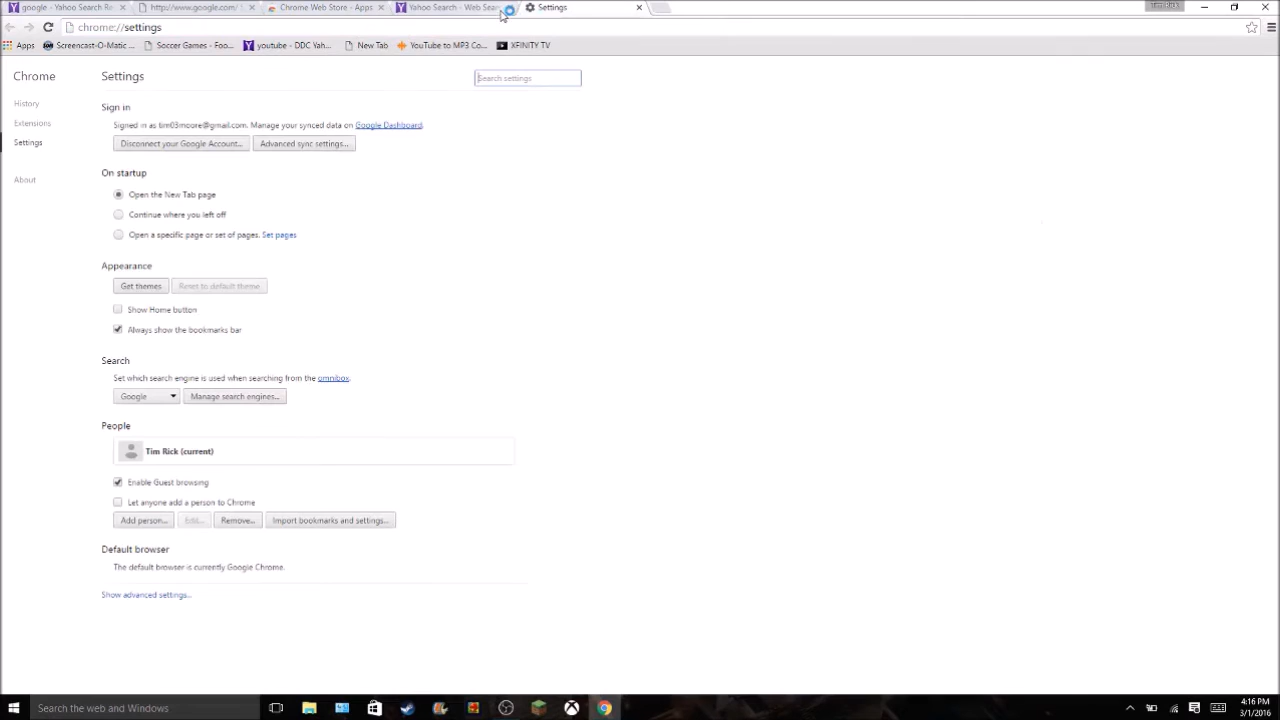 google - Yahoo Search Re
http://www.google.com/
Chrome Web Store - Apps
Yahoo Search - Web Sear
Settings
Tim Rick
chrome://settings
Apps
Screencast-O-Matic ...
Soccer Games - Foo...
youtube - DDC Yah...
New Tab
YouTube to MP3 Co...
XFINITY TV
Chrome
History
Extensions
Settings
About
Settings
Search settings
Sign in
Signed in as tim03moore@gmail.com. Manage your synced data on Google Dashboard.
Disconnect your Google Account...
Advanced sync settings...
On startup
Open the New Tab page
Continue where you left off
Open a specific page or set of pages. Set pages
Appearance
Get themes
Reset to default theme
Show Home button
Always show the bookmarks bar
Search
Set which search engine is used when searching from the omnibox.
Google
Manage search engines...
People
Tim Rick (current)
Enable Guest browsing
Let anyone add a person to Chrome
Add person...
Edit...
Remove...
Import bookmarks and settings...
Default browser
The default browser is currently Google Chrome.
Show advanced settings...
Search the web and Windows
4:16 PM
3/1/2016